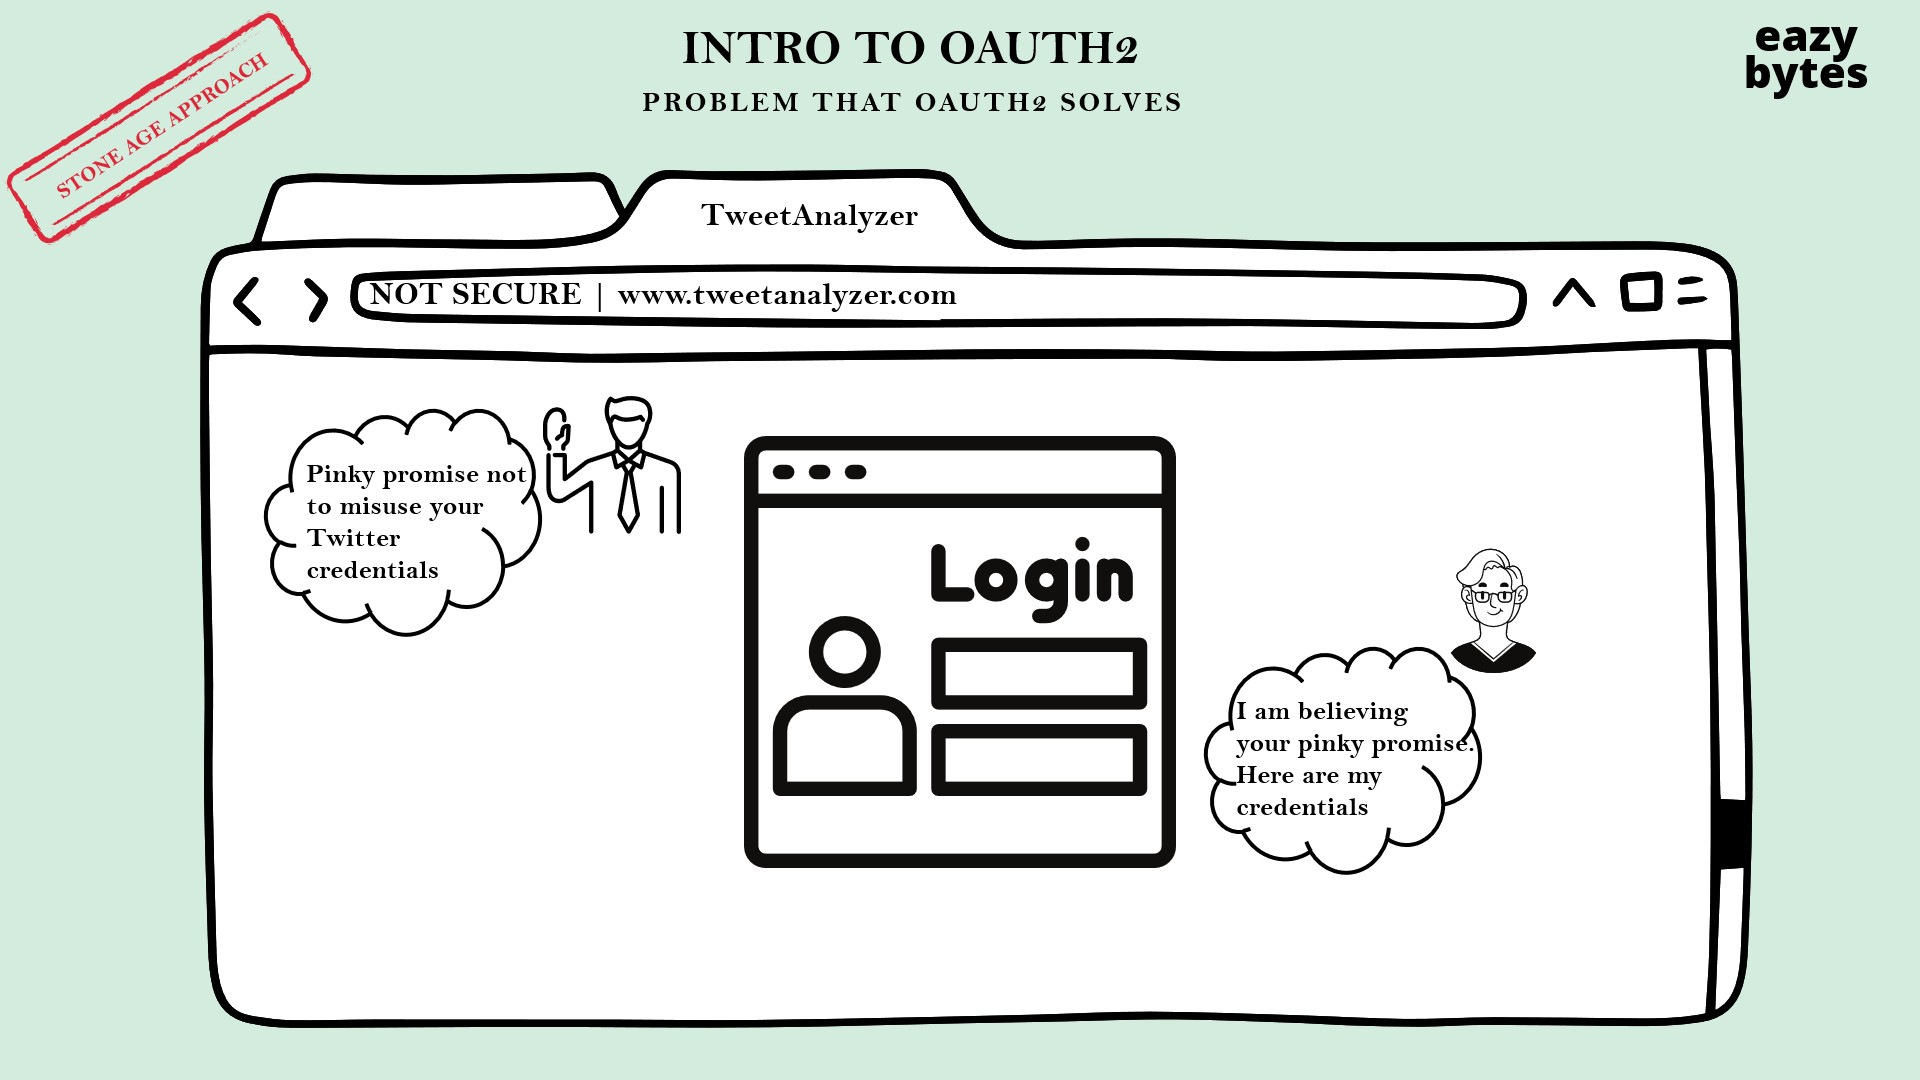 INTRO TO OAUTH2
PROBLEM THAT OAUTH2 SOLVES
eazy
bytes
STONE AGE APPROACH
TweetAnalyzer
NOT SECURE | www.tweetanalyzer.com
Pinky promise not
to misuse your
Twitter
credentials
Login
I am believing
your pinky promise.
Here are my
credentials